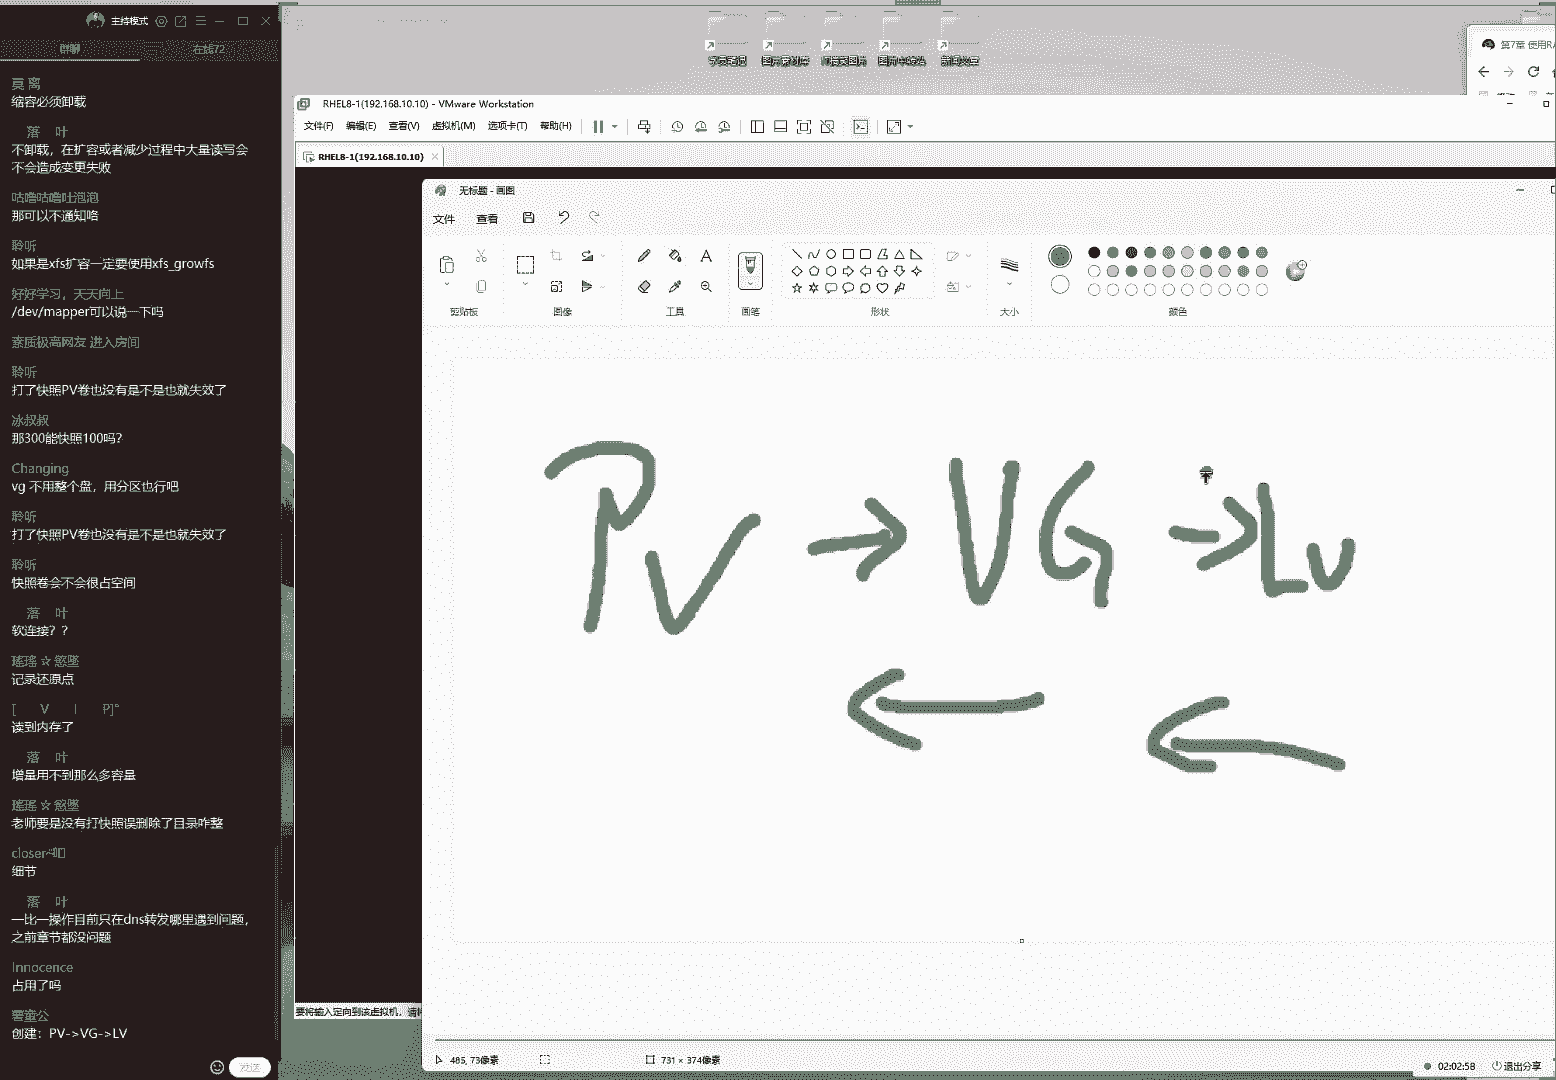 主持模式
群聊
在线72
莫 离
缩容必须卸载
落 叶
不卸载，在扩容或者减少过程中大量读写会
不会造成变更失败
咕噜咕噜吐泡泡
那可以不通知咯
聆听
如果是xfs扩容一定要使用xfs_growfs
好好学习，天天向上
/dev/mapper可以说一下吗
素质极高网友 进入房间
聆听
打了快照PV卷也没有是不是也就失效了
冰叔叔
那300能快照100吗?
Changing
vg 不用整个盘，用分区也行吧
聆听
打了快照PV卷也没有是不是也就失效了
聆听
快照卷会不会很占空间
落 叶
软连接？？
瑶瑶 ☆
记录还原点
[ V I P]°
读到内存了
落 叶
增量用不到那么多容量
瑶瑶 ☆
老师要是没有打快照误删除了目录咋整
细节
落 叶
一比一操作目前只在dns转发哪里遇到问题，
之前章节都没问题
Innocence
占用了吗
薯童公
创建：PV->VG->LV
发送
第7章 使用RA
RHEL8-1(192.168.10.10) - VMware Workstation
文件(F) 编辑(E) 查看(V) 虚拟机(M) 选项卡(T) 帮助(H)
RHEL8-1(192.168.10.10)
无标题 - 画图
文件 查看
剪贴板 图像 工具 画笔 形状 大小 颜色
PV → VG → LV
要将输入定向到该虚拟机，请
485, 73像素 731 × 374像素
02:02:58 退出分享